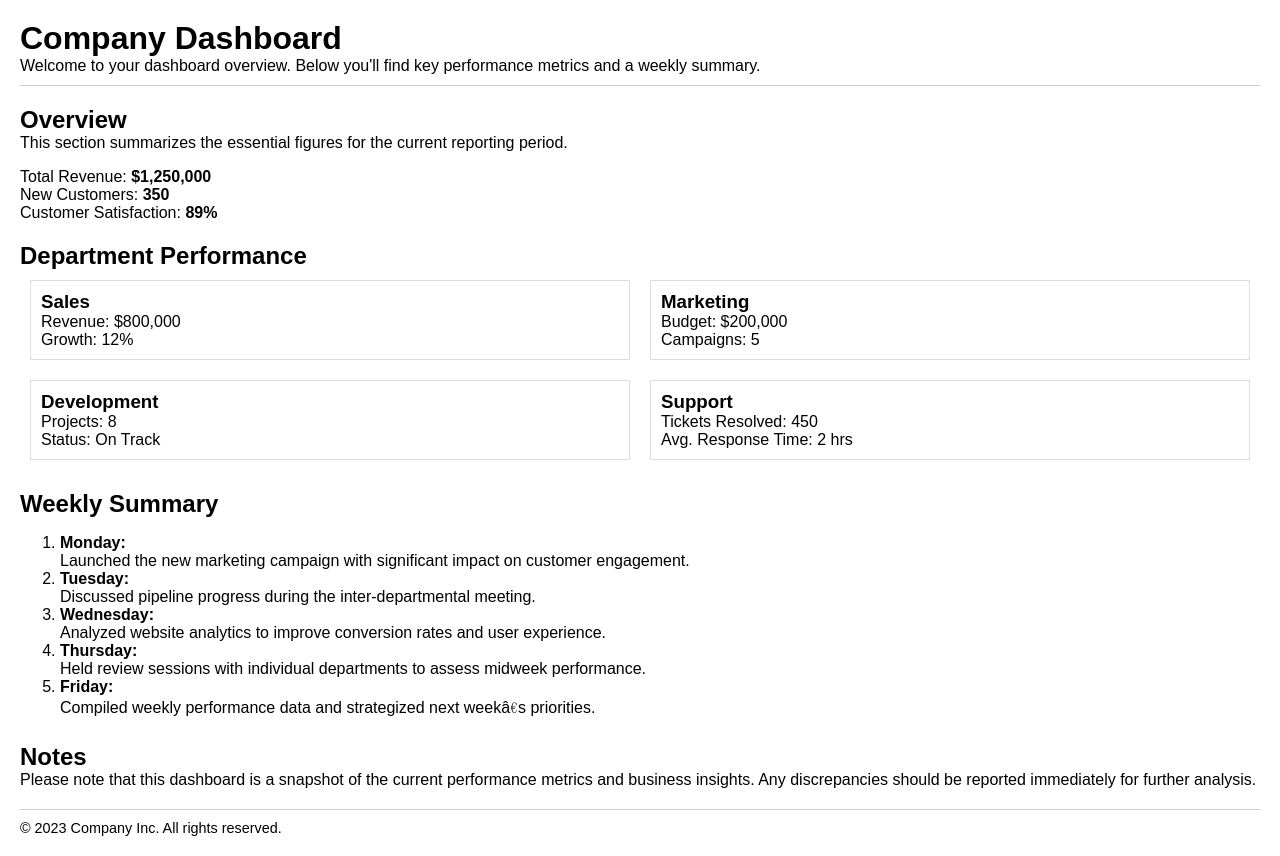 Company Dashboard
Welcome to your dashboard overview. Below you'll find key performance metrics and a weekly summary.
Overview
This section summarizes the essential figures for the current reporting period.
Total Revenue: $1,250,000
New Customers: 350
Customer Satisfaction: 89%
Department Performance
Sales
Revenue: $800,000
Growth: 12%
Marketing
Budget: $200,000
Campaigns: 5
Development
Projects: 8
Status: On Track
Support
Tickets Resolved: 450
Avg. Response Time: 2 hrs
Weekly Summary
1. Monday:
Launched the new marketing campaign with significant impact on customer engagement.
2. Tuesday:
Discussed pipeline progress during the inter-departmental meeting.
3. Wednesday:
Analyzed website analytics to improve conversion rates and user experience.
4. Thursday:
Held review sessions with individual departments to assess midweek performance.
5. Friday:
Compiled weekly performance data and strategized next weekâ€s priorities.
Notes
Please note that this dashboard is a snapshot of the current performance metrics and business insights. Any discrepancies should be reported immediately for further analysis.
© 2023 Company Inc. All rights reserved.